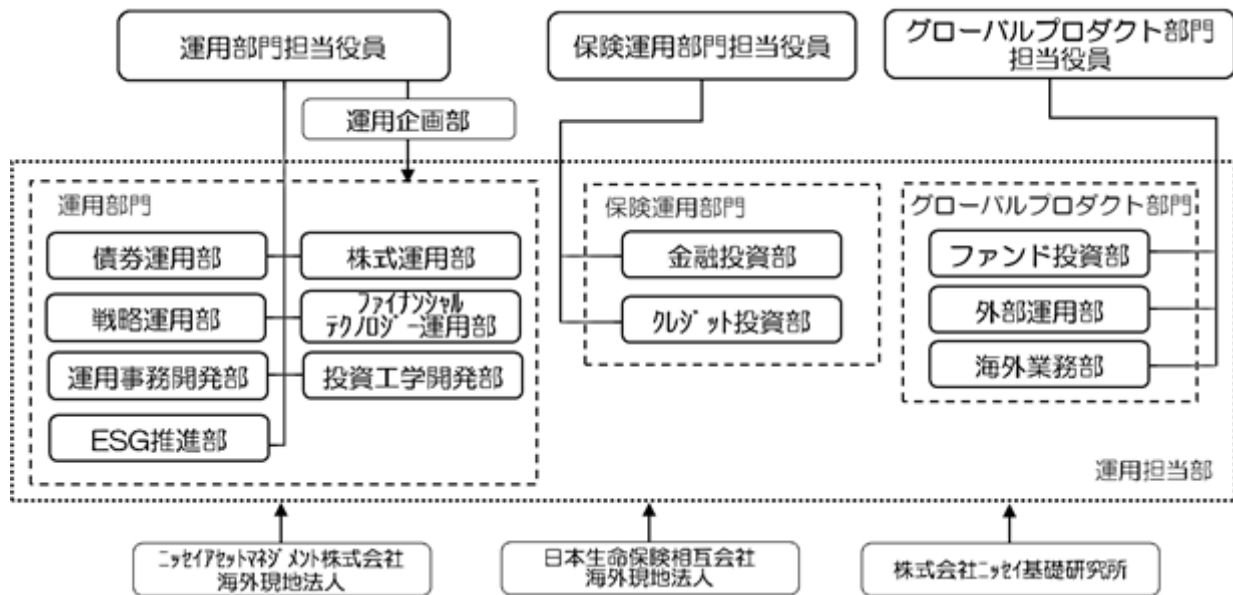 運用部門担当役員
保険運用部門担当役員
グローバルプロダクト部門
担当役員
運用企画部
運用部門
債券運用部
株式運用部
戦略運用部
ファイナンシャル
テクノロジー運用部
運用事務開発部
投資工学開発部
ESG推進部
保険運用部門
金融投資部
クレジット投資部
グローバルプロダクト部門
ファンド投資部
外部運用部
海外業務部
運用担当部
ニッセイアセットマネジメント株式会社
海外現地法人
日本生命保険相互会社
海外現地法人
株式会社ニッセイ基礎研究所